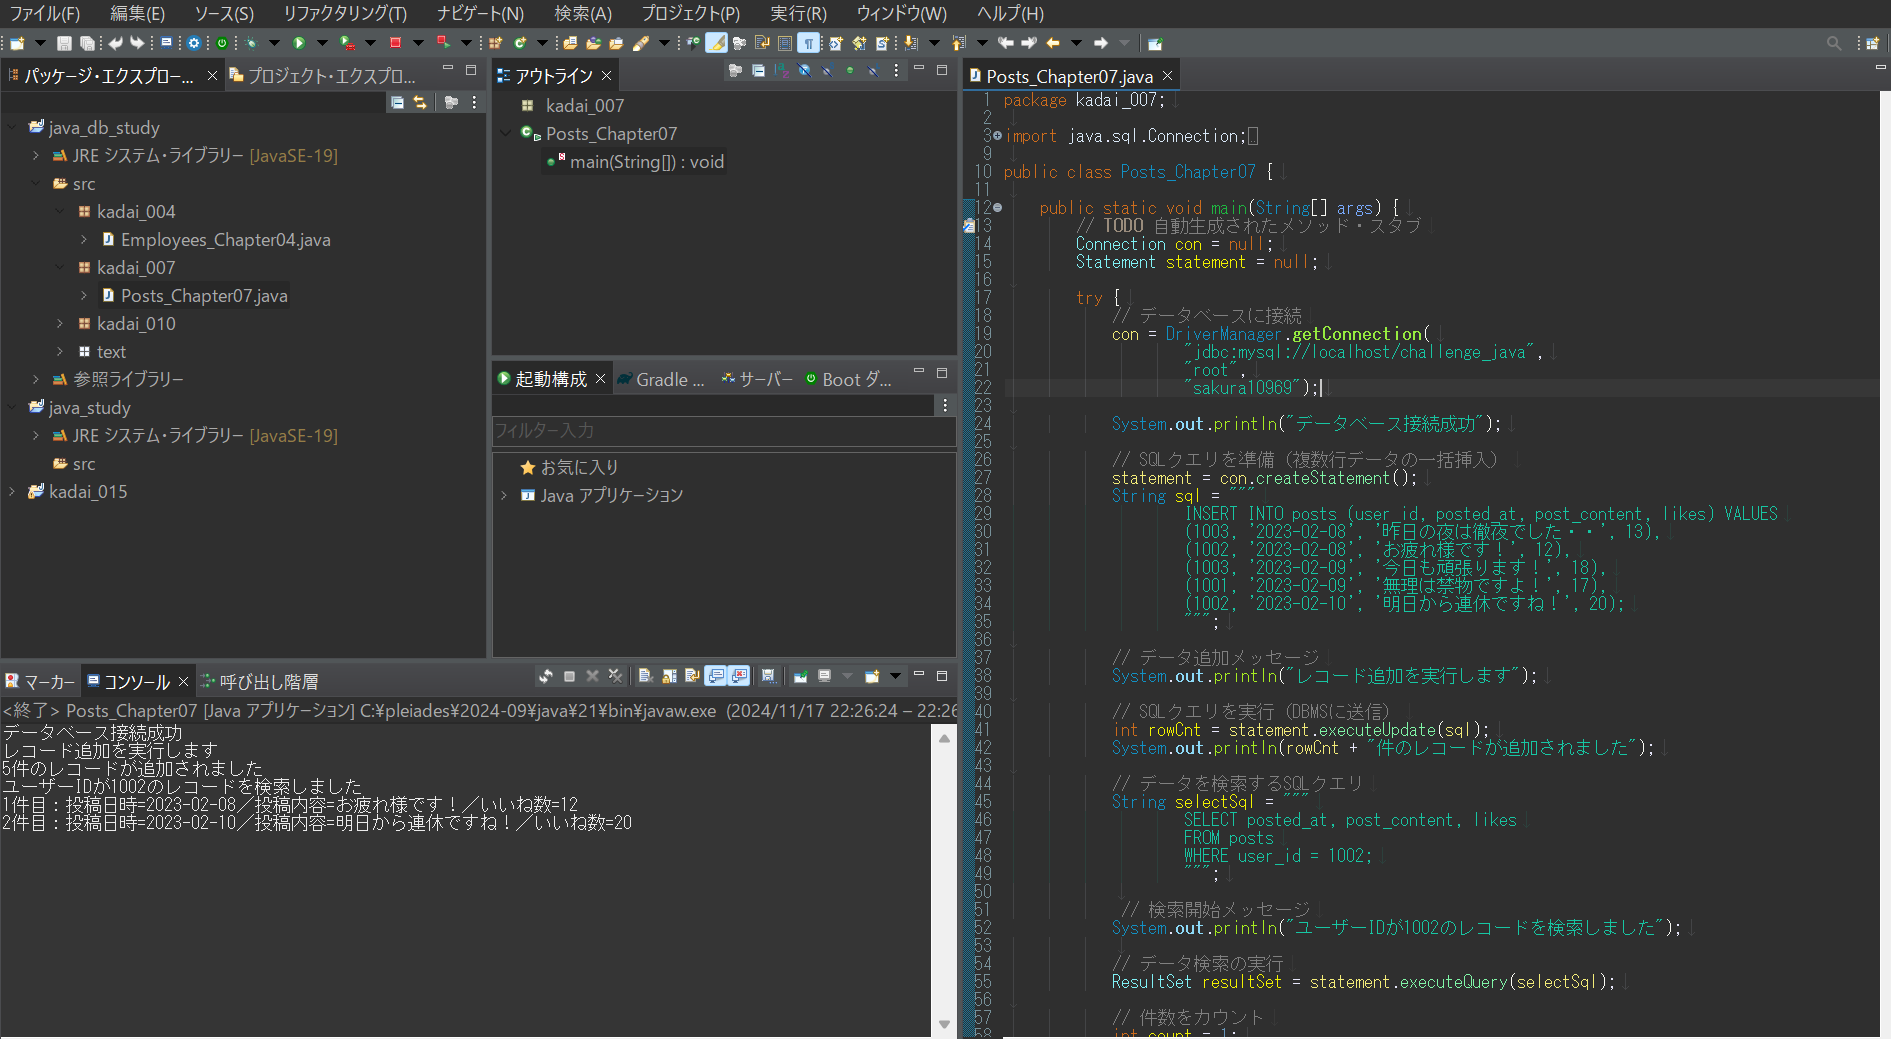 ファイル(F) 編集(E) ソース(S) リファクタリング(T) ナビゲート(N) 検索(A) プロジェクト(P) 実行(R) ウィンドウ(W) ヘルプ(H)
パッケージ・エクスプロー... プロジェクト・エクスプロ...
java_db_study
JRE システム・ライブラリー [JavaSE-19]
src
kadai_004
Employees_Chapter04.java
kadai_007
Posts_Chapter07.java
kadai_010
text
参照ライブラリー
java_study
JRE システム・ライブラリー [JavaSE-19]
src
kadai_015
アウトライン
kadai_007
Posts_Chapter07
main(String[]) : void
起動構成 Gradle ... サーバー Boot ダ...
フィルター入力
お気に入り
Java アプリケーション
マーカー コンソール 呼び出し階層
<終了> Posts_Chapter07 [Java アプリケーション] C:¥pleiades¥2024-09¥java¥21¥bin¥javaw.exe (2024/11/17 22:26:24 – 22:26
データベース接続成功
レコード追加を実行します
5件のレコードが追加されました
ユーザーIDが1002のレコードを検索しました
1件目：投稿日時=2023-02-08／投稿内容=お疲れ様です！／いいね数=12
2件目：投稿日時=2023-02-10／投稿内容=明日から連休ですね！／いいね数=20
Posts_Chapter07.java
1 package kadai_007;
2
3 import java.sql.Connection;
9
10 public class Posts_Chapter07 {
11
12 public static void main(String[] args) {
13 // TODO 自動生成されたメソッド・スタブ
14 Connection con = null;
15 Statement statement = null;
16
17 try {
18 // データベースに接続
19 con = DriverManager.getConnection(
20 "jdbc:mysql://localhost/challenge_java",
21 "root",
22 "sakura10969");
23
24 System.out.println("データベース接続成功");
25
26 // SQLクエリを準備（複数行データの一括挿入）
27 statement = con.createStatement();
28 String sql = """
29 INSERT INTO posts (user_id, posted_at, post_content, likes) VALUES
30 (1003, '2023-02-08', '昨日の夜は徹夜でした・・', 13),
31 (1002, '2023-02-08', 'お疲れ様です！', 12),
32 (1003, '2023-02-09', '今日も頑張ります！', 18),
33 (1001, '2023-02-09', '無理は禁物ですよ！', 17),
34 (1002, '2023-02-10', '明日から連休ですね！', 20);
35 """;
36
37 // データ追加メッセージ
38 System.out.println("レコード追加を実行します");
39
40 // SQLクエリを実行（DBMSに送信）
41 int rowCnt = statement.executeUpdate(sql);
42 System.out.println(rowCnt + "件のレコードが追加されました");
43
44 // データを検索するSQLクエリ
45 String selectSql = """
46 SELECT posted_at, post_content, likes
47 FROM posts
48 WHERE user_id = 1002;
49 """;
50
51 // 検索開始メッセージ
52 System.out.println("ユーザーIDが1002のレコードを検索しました");
53
54 // データ検索の実行
55 ResultSet resultSet = statement.executeQuery(selectSql);
56
57 // 件数をカウント
58 int count = 1;